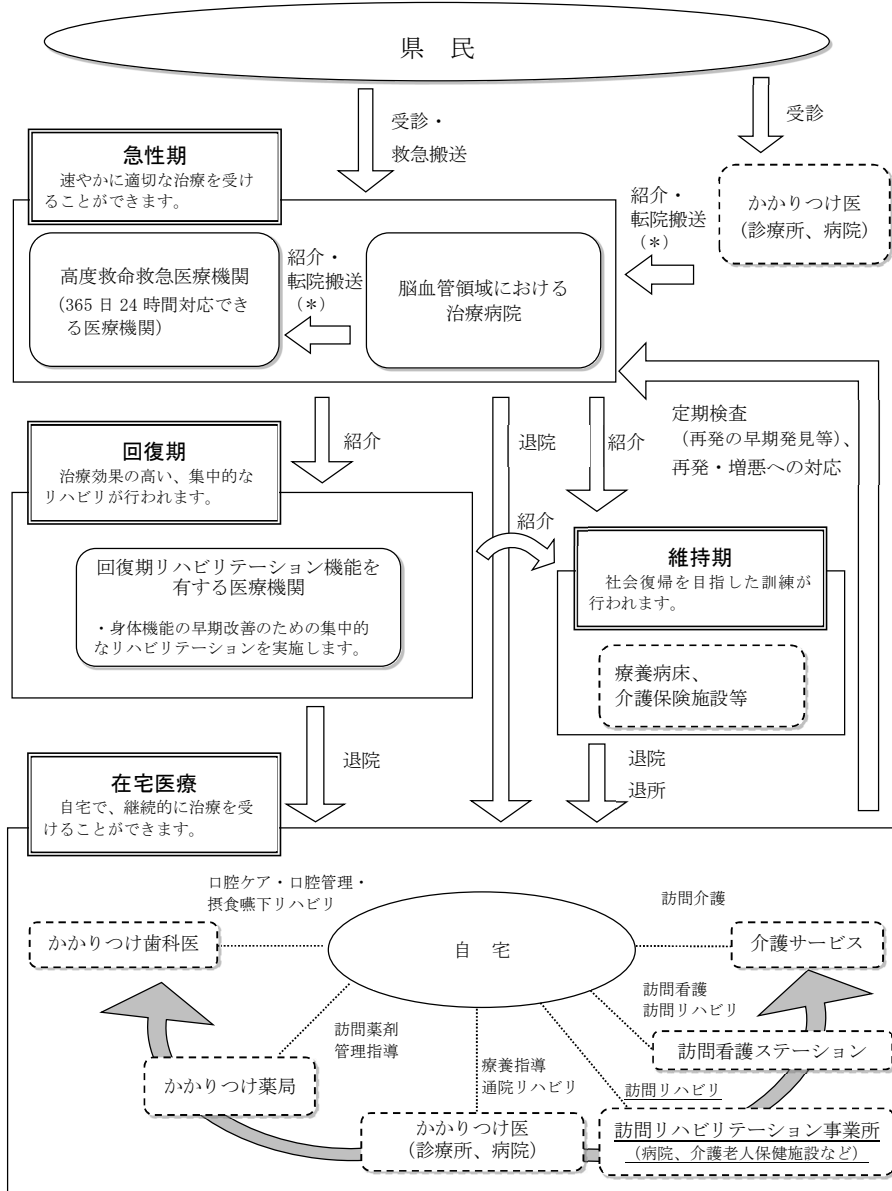 県 民
受診・
救急搬送
受診
急性期
速やかに適切な治療を受け
ることができます。
かかりつけ医
(診療所、病院)
紹介・
転院搬送
(＊)
高度救命救急医療機関
(365 日 24 時間対応でき
る医療機関)
紹介・
転院搬送
(＊)
脳血管領域における
治療病院
紹介
退院
紹介
定期検査
(再発の早期発見等)、
再発・増悪への対応
回復期
治療効果の高い、集中的な
リハビリが行われます。
紹介
回復期リハビリテーション機能を
有する医療機関
・身体機能の早期改善のための集中的
なリハビリテーションを実施します。
維持期
社会復帰を目指した訓練が
行われます。
療養病床、
介護保険施設等
退院
退院
退所
在宅医療
自宅で、継続的に治療を受
けることができます。
口腔ケア・口腔管理・
摂食嚥下リハビリ
かかりつけ歯科医
自 宅
訪問介護
介護サービス
訪問薬剤
管理指導
かかりつけ薬局
療養指導
通院リハビリ
かかりつけ医
(診療所、病院)
訪問看護
訪問リハビリ
訪問看護ステーション
訪問リハビリ
訪問リハビリテーション事業所
(病院、介護老人保健施設など)